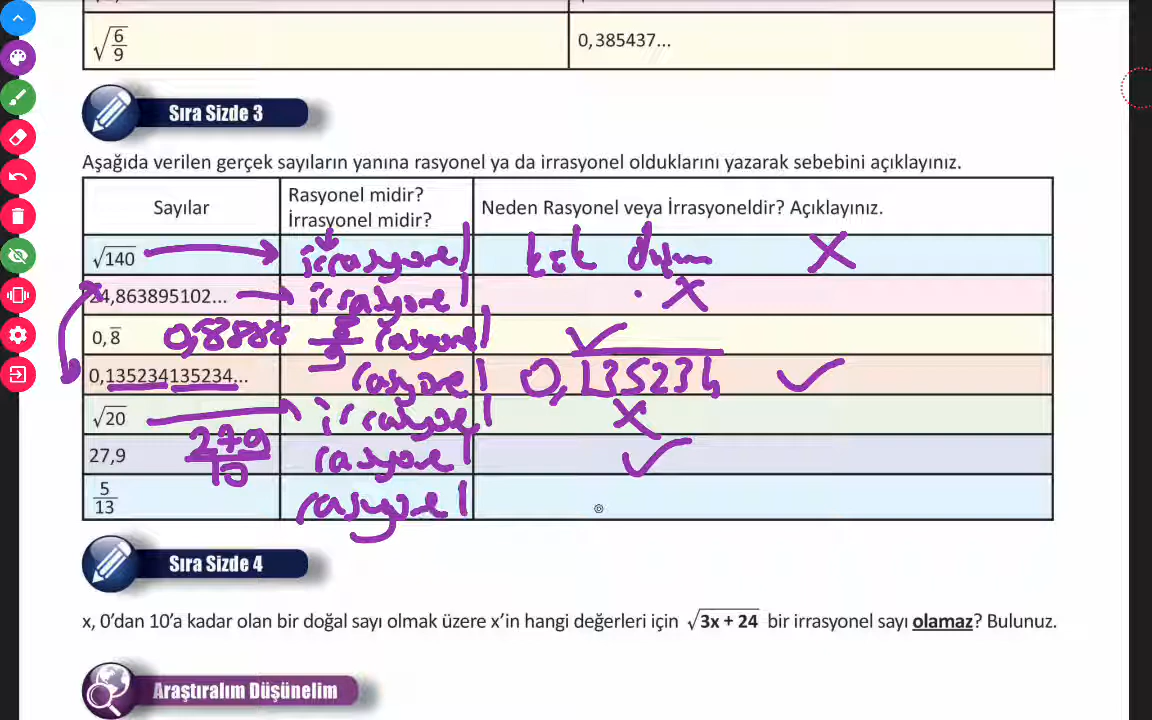 √6/9 0,385437...
Sıra Sizde 3
Aşağıda verilen gerçek sayıların yanına rasyonel ya da irrasyonel olduklarını yazarak sebebini açıklayınız.
Sayılar Rasyonel midir? İrrasyonel midir? Neden Rasyonel veya İrrasyoneldir? Açıklayınız.
√140 irrasyonel kök dışına X
24,863895102... irrasyonel X
0,8̅ 0,8888 8/9 rasyonel ✓
0,135234135234... rasyonel 0,135234 ✓
√20 irrasyonel X
27,9 279/10 rasyonel ✓
5/13 rasyonel
Sıra Sizde 4
x, 0'dan 10'a kadar olan bir doğal sayı olmak üzere x'in hangi değerleri için √3x + 24 bir irrasyonel sayı olamaz? Bulunuz.
Araştıralım Düşünelim